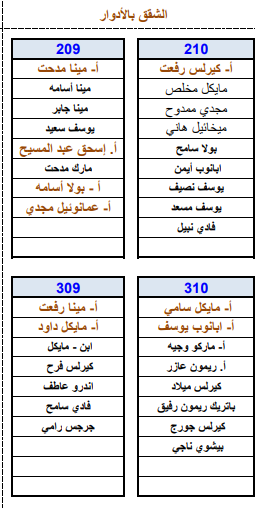 الشقق بالأدوار
210
أ- كيرلس رفعت
مايكل مخلص
مجدي ممدوح
ميخائيل هاني
بولا سامح
ابانوب أيمن
يوسف نصيف
يوسف مسعد
فادي نبيل
209
أ- مينا مدحت
مينا أسامه
مينا جابر
يوسف سعيد
أ. إسحق عبد المسيح
مارك مدحت
أ - بولا أسامه
أ- عمانوئيل مجدي
310
أ- مايكل سامي
أ- ابانوب يوسف
أ- ماركو وجيه
أ. ريمون عازر
كيرلس ميلاد
باتريك ريمون رفيق
كيرلس جورج
بيشوي ناجي
309
أ- مينا رفعت
أ- مايكل داود
ابن - مايكل
كيرلس فرح
اندرو عاطف
فادي سامح
جرجس رامي